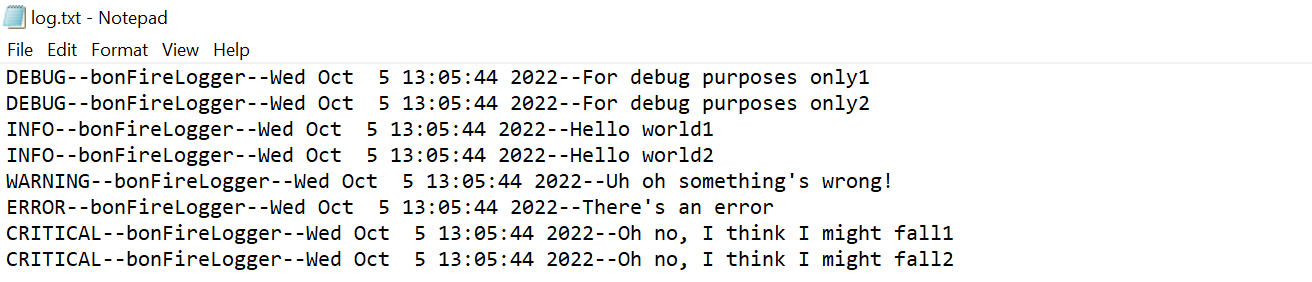 log.txt - Notepad
File Edit Format View Help
DEBUG--bonFireLogger--Wed Oct  5 13:05:44 2022--For debug purposes only1
DEBUG--bonFireLogger--Wed Oct  5 13:05:44 2022--For debug purposes only2
INFO--bonFireLogger--Wed Oct  5 13:05:44 2022--Hello world1
INFO--bonFireLogger--Wed Oct  5 13:05:44 2022--Hello world2
WARNING--bonFireLogger--Wed Oct  5 13:05:44 2022--Uh oh something's wrong!
ERROR--bonFireLogger--Wed Oct  5 13:05:44 2022--There's an error
CRITICAL--bonFireLogger--Wed Oct  5 13:05:44 2022--Oh no, I think I might fall1
CRITICAL--bonFireLogger--Wed Oct  5 13:05:44 2022--Oh no, I think I might fall2